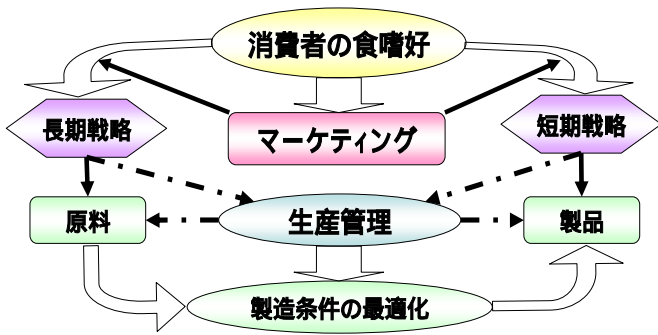 消費者の食嗜好
長期戦略
マーケティング
短期戦略
原料
生産管理
製品
製造条件の最適化